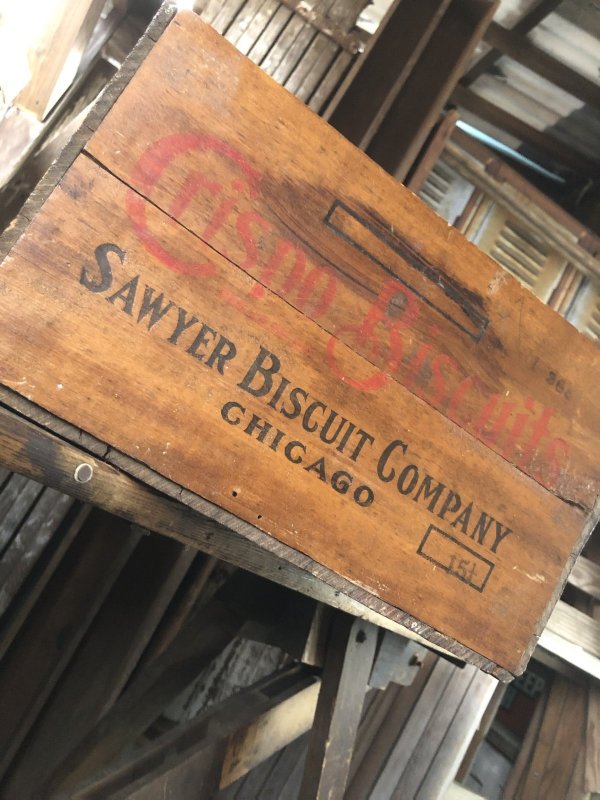 Crispo Biscuits
SAWYER BISCUIT COMPANY
CHICAGO
151